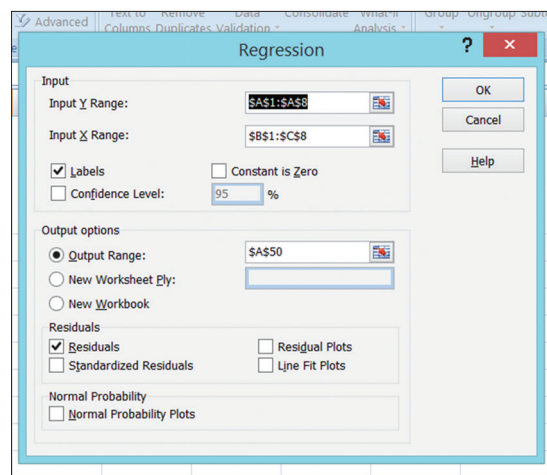 Text to Remove Data Consolidate What-If Group Ungroup
Advanced
Columns Duplicates Validation Analysis
Regression
? ×
Input
Input Y Range: $A$1:$A$8
OK
Input X Range: $B$1:$C$8
Cancel
Labels Constant is Zero
Help
Confidence Level: 95 %
Output options
Output Range: $A$50
New Worksheet Ply:
New Workbook
Residuals
Residuals Residual Plots
Standardized Residuals Line Fit Plots
Normal Probability
Normal Probability Plots